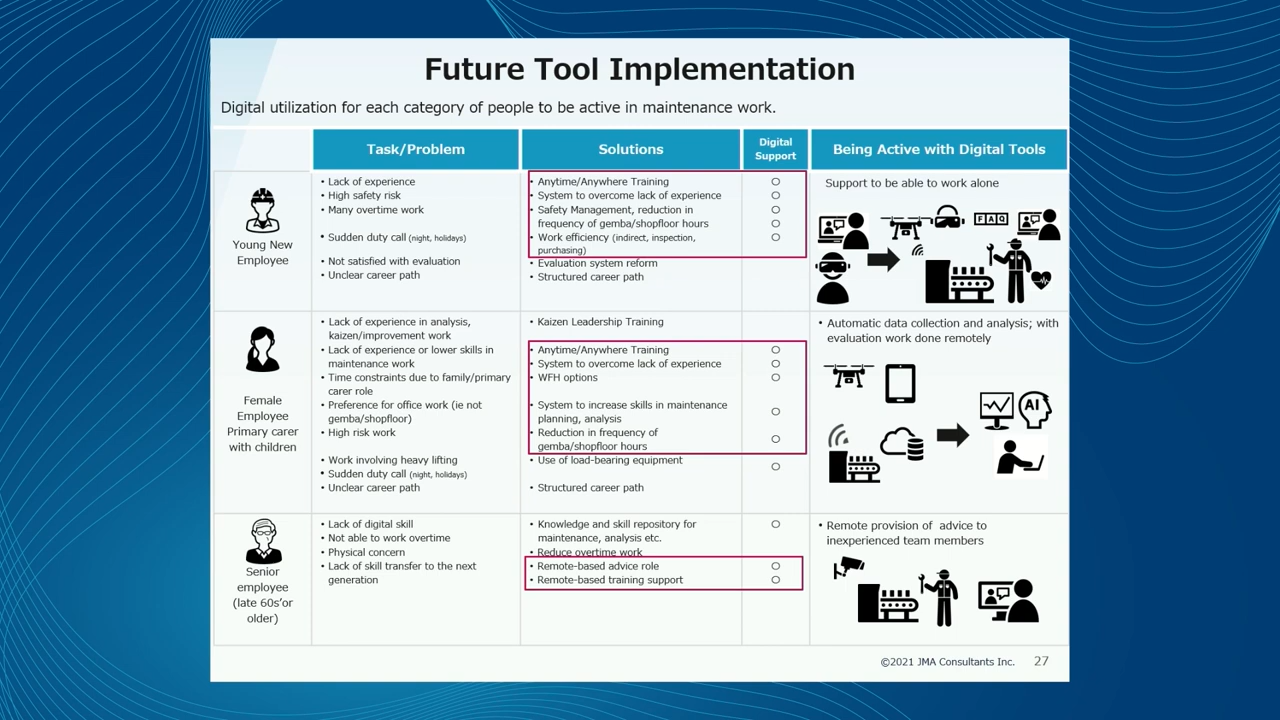 Future Tool Implementation
Digital utilization for each category of people to be active in maintenance work.
Task/Problem
Solutions
Digital
Support
Being Active with Digital Tools
Young New
Employee
• Lack of experience
• High safety risk
• Many overtime work
• Sudden duty call (night, holidays)
• Not satisfied with evaluation
• Unclear career path
• Anytime/Anywhere Training
• System to overcome lack of experience
• Safety Management, reduction in
frequency of gemba/shopfloor hours
• Work efficiency (indirect, inspection,
purchasing)
• Evaluation system reform
• Structured career path
○
○
○
○
○
Support to be able to work alone
FAQ
Female
Employee
Primary carer
with children
• Lack of experience in analysis,
kaizen/improvement work
• Lack of experience or lower skills in
maintenance work
• Time constraints due to family/primary
carer role
• Preference for office work (ie not
gemba/shopfloor)
• High risk work
• Work involving heavy lifting
• Sudden duty call (night, holidays)
• Unclear career path
• Kaizen Leadership Training
• Anytime/Anywhere Training
• System to overcome lack of experience
• WFH options
• System to increase skills in maintenance
planning, analysis
• Reduction in frequency of
gemba/shopfloor hours
• Use of load-bearing equipment
• Structured career path
○
○
○
○
○
○
• Automatic data collection and analysis; with
evaluation work done remotely
AI
Senior
employee
(late 60s'or
older)
• Lack of digital skill
• Not able to work overtime
• Physical concern
• Lack of skill transfer to the next
generation
• Knowledge and skill repository for
maintenance, analysis etc.
• Reduce overtime work
• Remote-based advice role
• Remote-based training support
○
○
○
• Remote provision of advice to
inexperienced team members
©2021 JMA Consultants Inc.
27